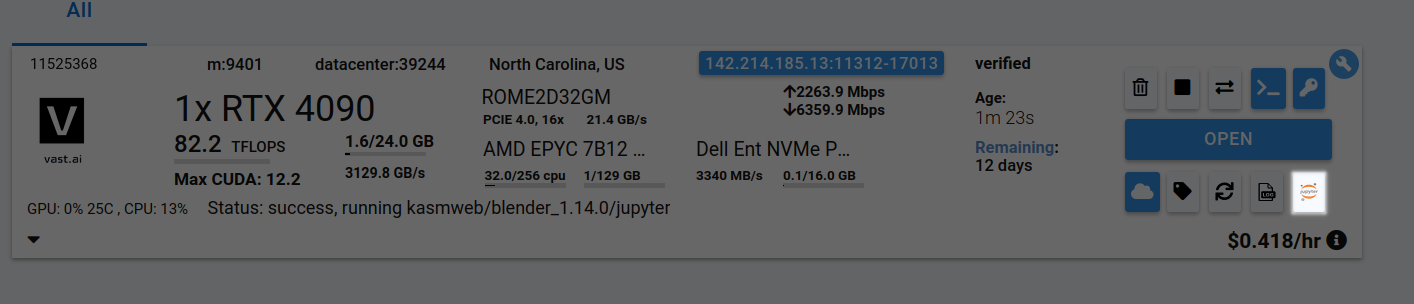 All
11525368 m:9401 datacenter:39244 North Carolina, US 142.214.185.13:11312-17013 verified
V
vast.ai
1x RTX 4090
82.2 TFLOPS
Max CUDA: 12.2
1.6/24.0 GB
3129.8 GB/s
ROME2D32GM
PCIE 4.0, 16x 21.4 GB/s
AMD EPYC 7B12 ...
32.0/256 cpu 1/129 GB
↑2263.9 Mbps
↓6359.9 Mbps
Dell Ent NVMe P...
3340 MB/s 0.1/16.0 GB
Age:
1m 23s
Remaining:
12 days
>_
OPEN
LOG
jupyter
GPU: 0% 25C , CPU: 13% Status: success, running kasmweb/blender_1.14.0/jupyter
$0.418/hr